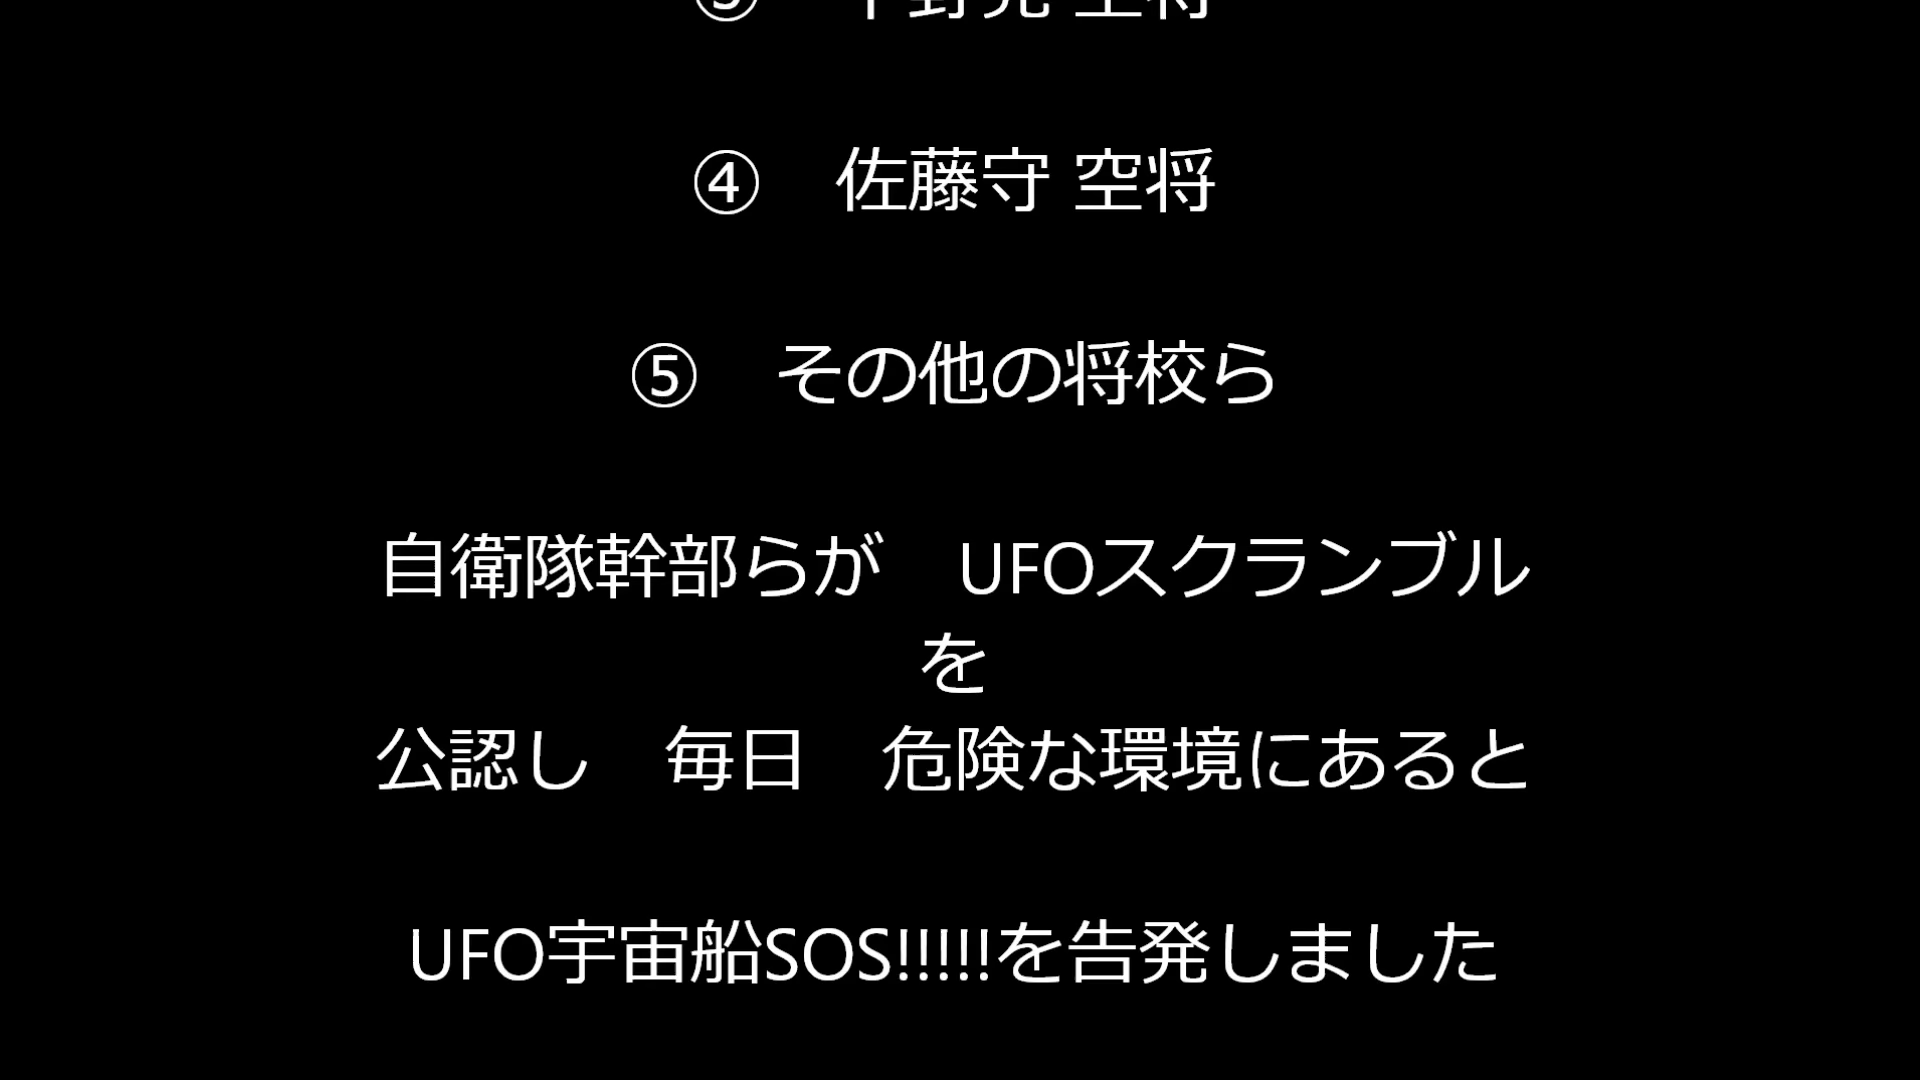 ④　佐藤守 空将
⑤　その他の将校ら
自衛隊幹部らが　UFOスクランブル
を
公認し　毎日　危険な環境にあると
UFO宇宙船SOS!!!!!を告発しました